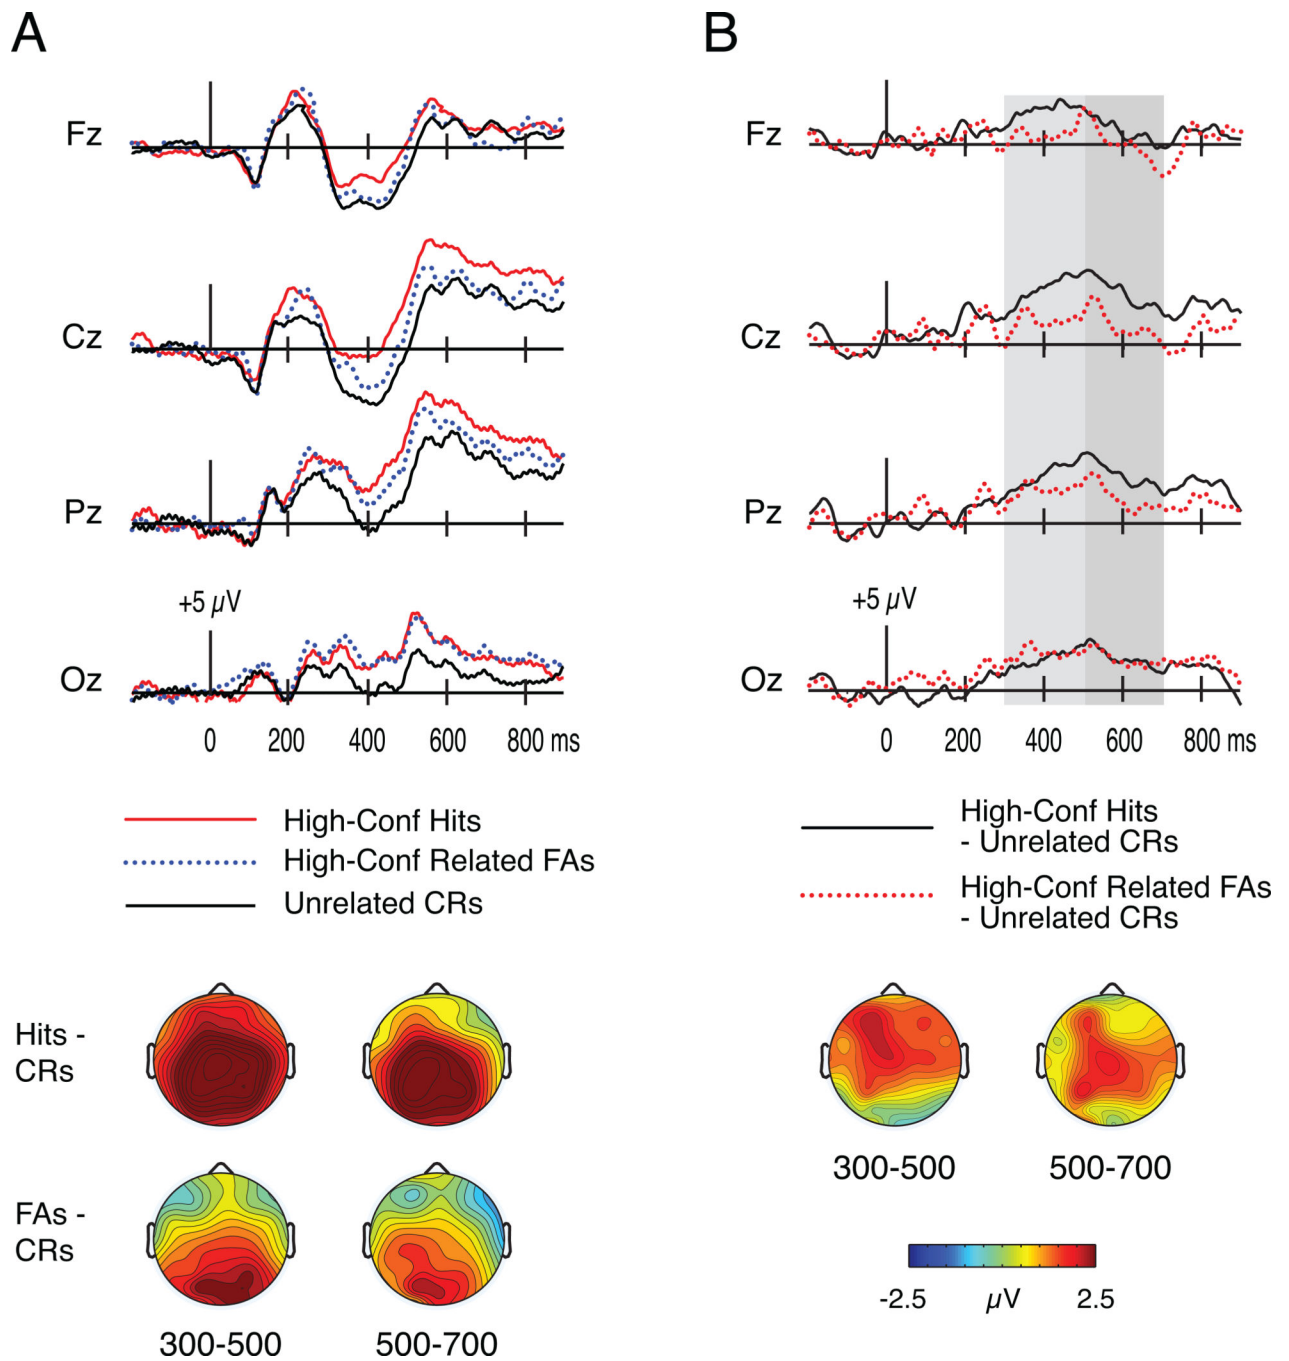 A
B
Fz
Cz
Pz
+5 µV
Oz
0 200 400 600 800 ms
Fz
Cz
Pz
+5 µV
Oz
0 200 400 600 800 ms
High-Conf Hits
High-Conf Related FAs
Unrelated CRs
High-Conf Hits
- Unrelated CRs
High-Conf Related FAs
- Unrelated CRs
Hits -
CRs
FAs -
CRs
300-500 500-700
300-500 500-700
-2.5 µV 2.5